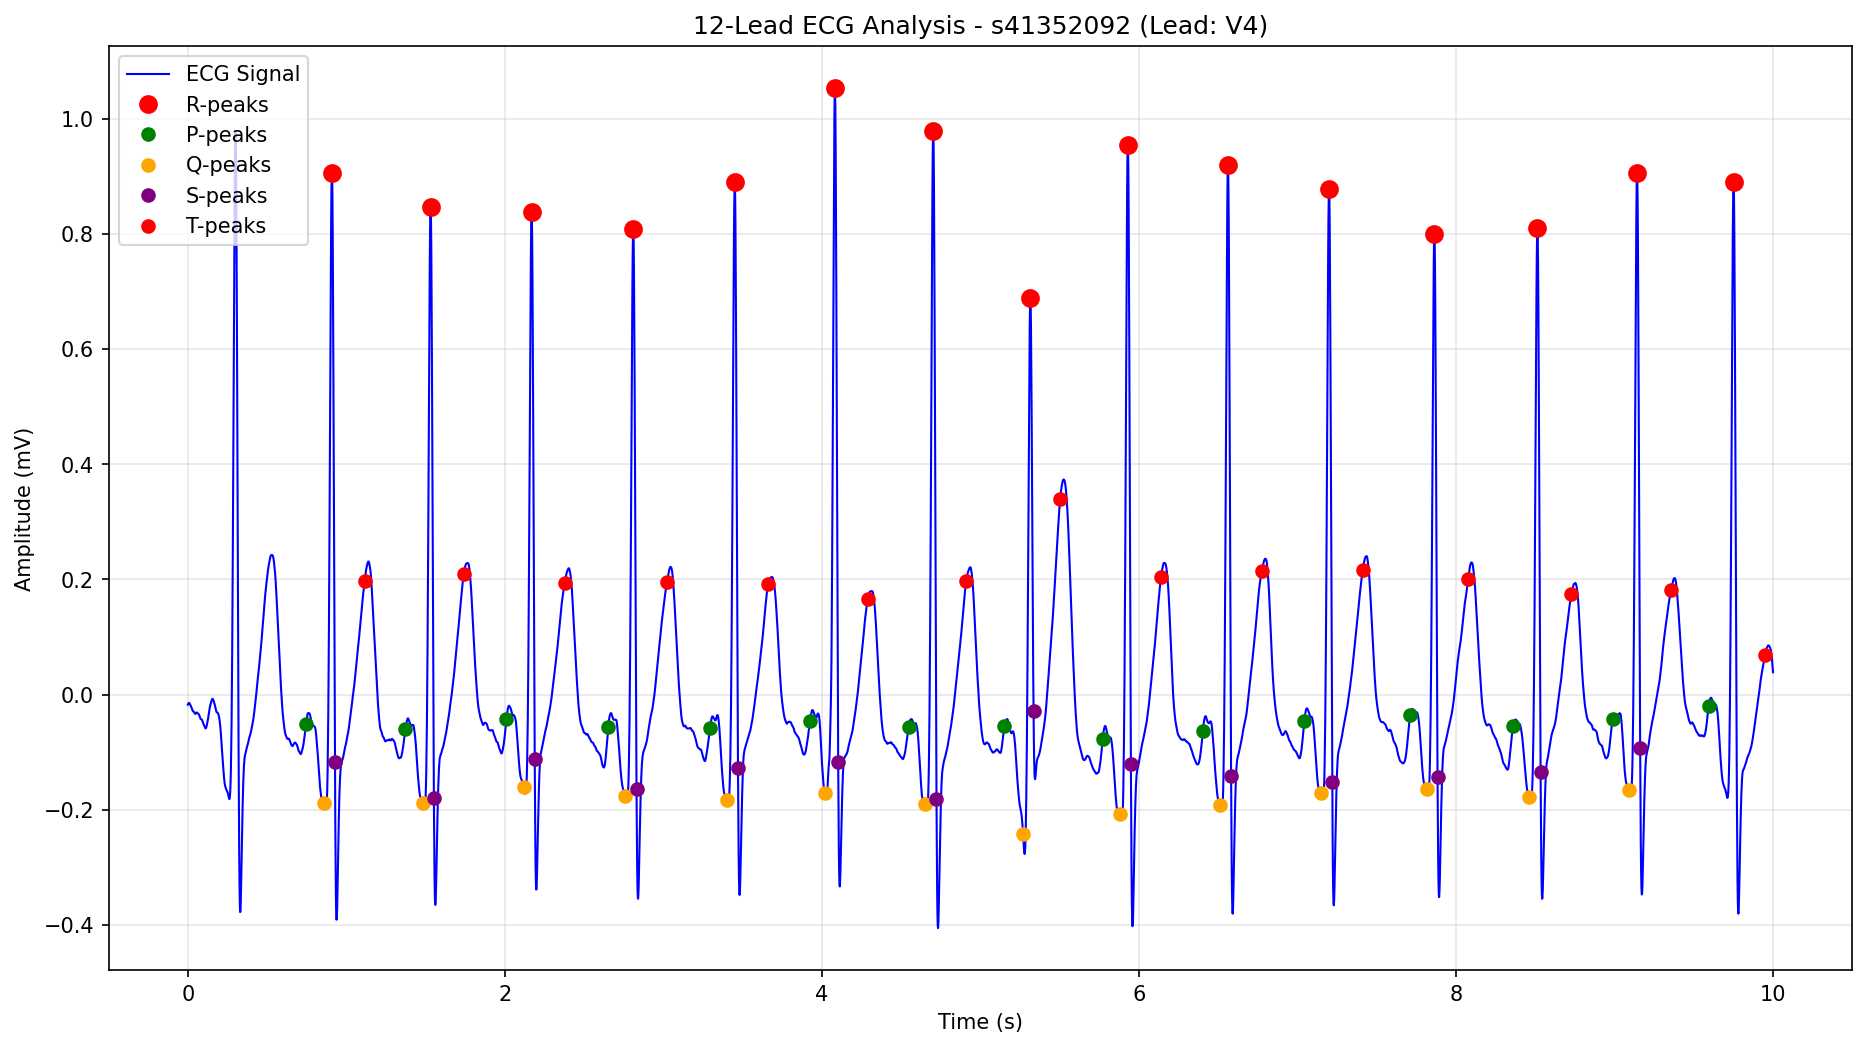 12-Lead ECG Analysis - s41352092 (Lead: V4)
ECG Signal
R-peaks
P-peaks
Q-peaks
S-peaks
T-peaks
Amplitude (mV)
1.0
0.8
0.6
0.4
0.2
0.0
−0.2
−0.4
0 2 4 6 8 10
Time (s)